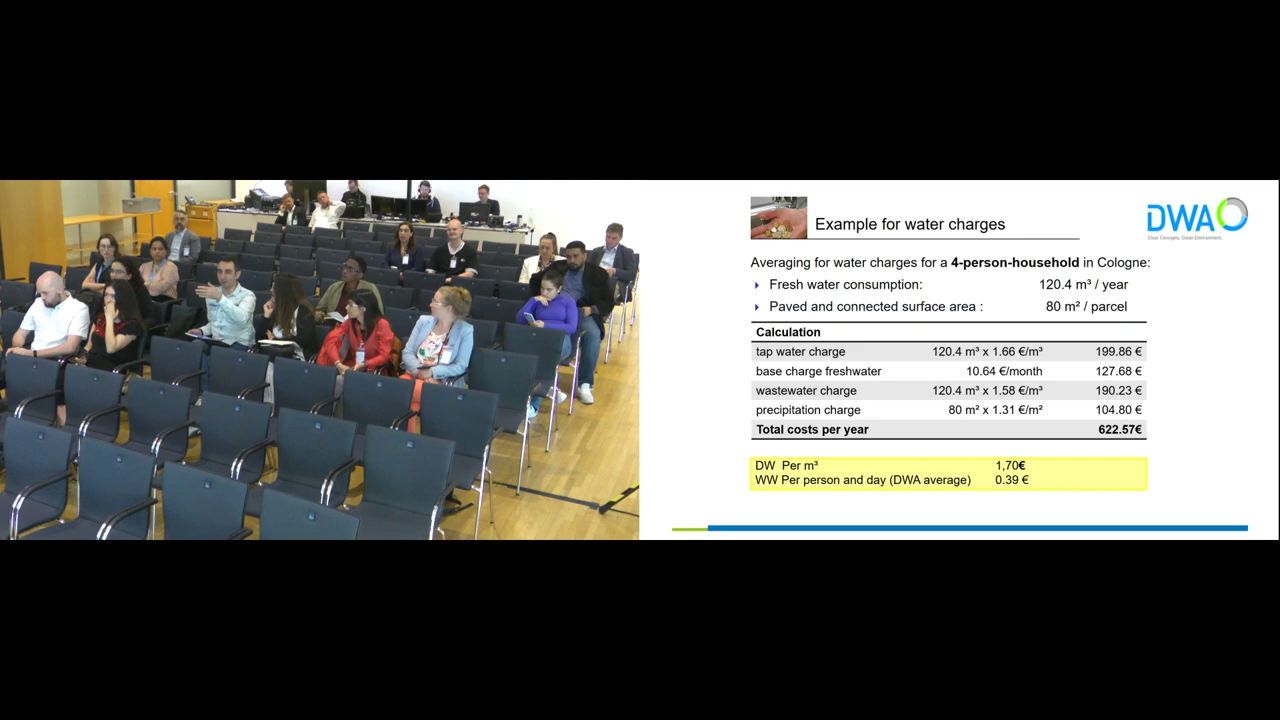 Example for water charges
DWA
Clear Concepts. Clean Environment.
Averaging for water charges for a 4-person-household in Cologne:
Fresh water consumption: 120.4 m³ / year
Paved and connected surface area : 80 m² / parcel
Calculation
tap water charge 120.4 m³ x 1.66 €/m³ 199.86 €
base charge freshwater 10.64 €/month 127.68 €
wastewater charge 120.4 m³ x 1.58 €/m³ 190.23 €
precipitation charge 80 m² x 1.31 €/m² 104.80 €
Total costs per year 622.57€
DW Per m³ 1,70€
WW Per person and day (DWA average) 0.39 €